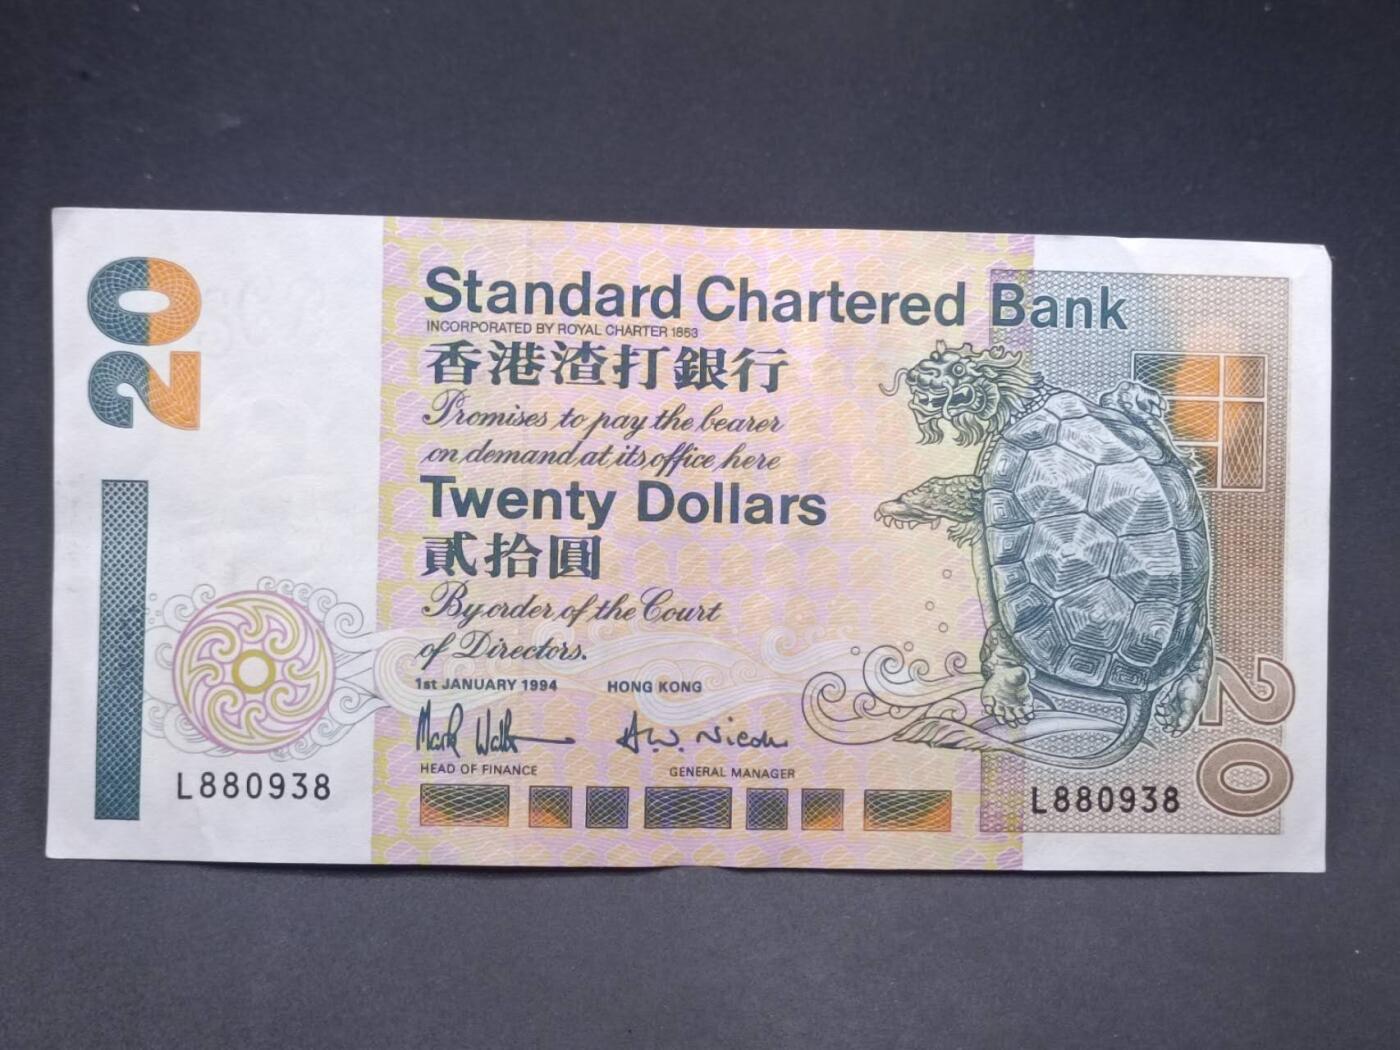 20
Standard Chartered Bank
INCORPORATED BY ROYAL CHARTER 1853
香港渣打銀行
Promises to pay the bearer
on demand at its office here
Twenty Dollars
貳拾圓
By order of the Court
of Directors.
1st JANUARY 1994 HONG KONG
Mark A.W. Nicolle
HEAD OF FINANCE GENERAL MANAGER
L880938 L880938
20